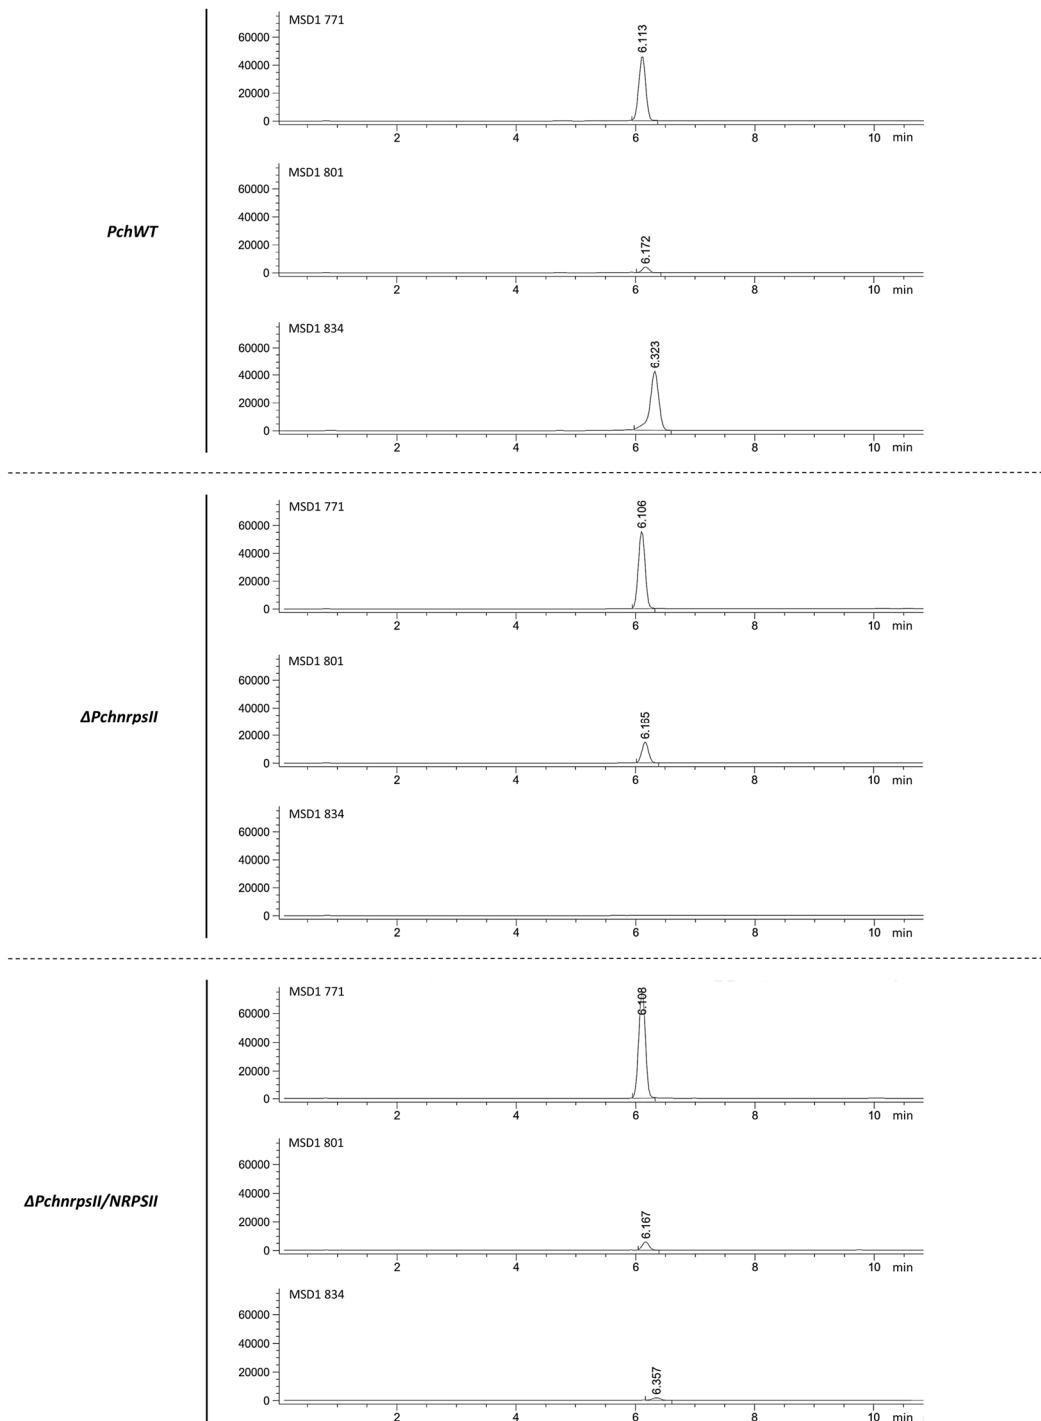 MSD1 771
60000
40000
20000
0
6.113
2 4 6 8 10 min
MSD1 801
60000
40000
20000
0
6.172
2 4 6 8 10 min
PchWT
MSD1 834
60000
40000
20000
0
6.323
2 4 6 8 10 min
MSD1 771
60000
40000
20000
0
6.106
2 4 6 8 10 min
MSD1 801
60000
40000
20000
0
6.165
2 4 6 8 10 min
ΔPchnrpsII
MSD1 834
60000
40000
20000
0
2 4 6 8 10 min
MSD1 771
60000
40000
20000
0
6.108
2 4 6 8 10 min
MSD1 801
60000
40000
20000
0
6.167
2 4 6 8 10 min
ΔPchnrpsII/NRPSII
MSD1 834
60000
40000
20000
0
6.357
2 4 6 8 10 min